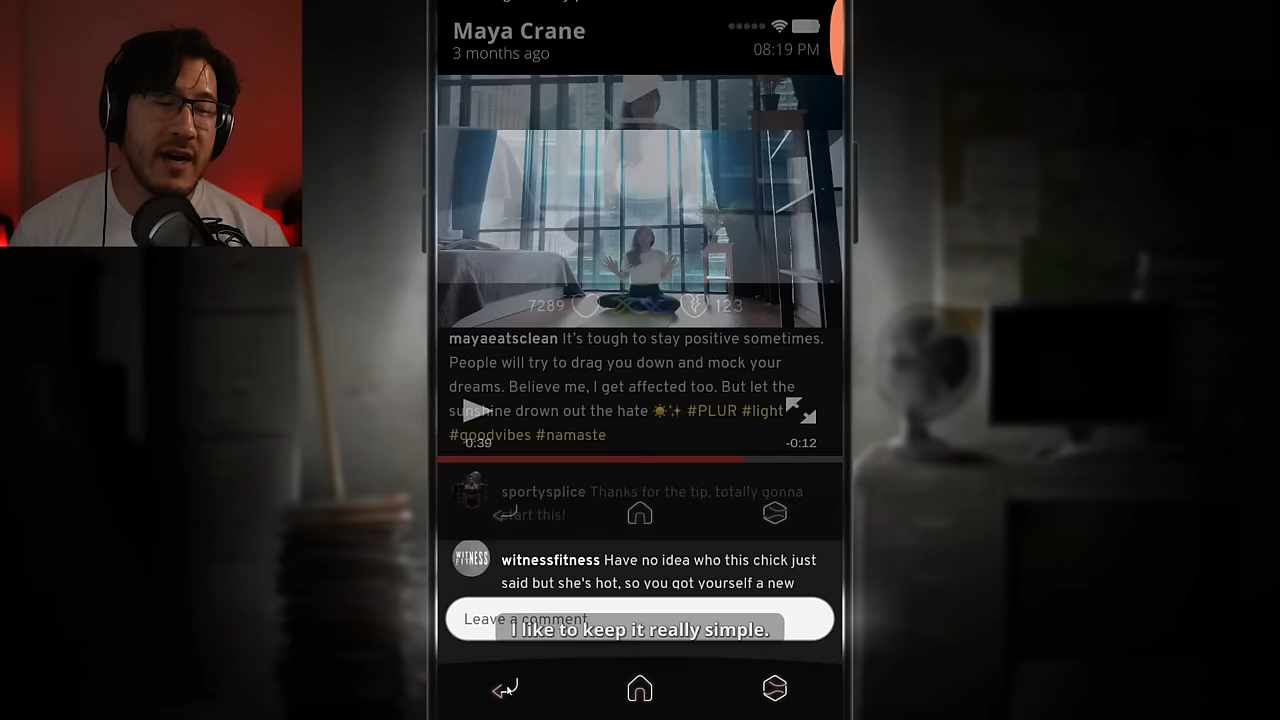 Maya Crane
3 months ago
08:19 PM
7289
123
mayaeatsclean It's tough to stay positive sometimes.
People will try to drag you down and mock your
dreams. Believe me, I get affected too. But let the
sunshine drown out the hate ☀️✨ #PLUR #light
#goodvibes #namaste
0:39
-0:12
sportysplice Thanks for the tip, totally gonna
start this!
WITNESS
FITNESS
witnessfitness Have no idea who this chick just
said but she's hot, so you got yourself a new
Leave a comment
I like to keep it really simple.